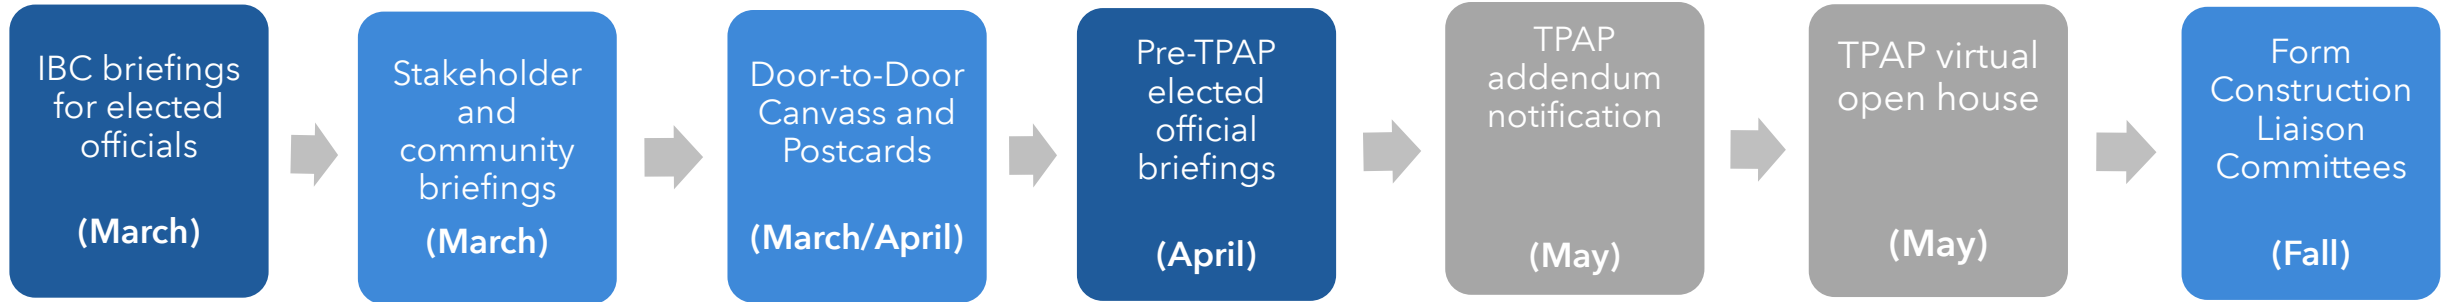 IBC briefings
for elected
officials
(March)
Stakeholder
and
community
briefings
(March)
Door-to-Door
Canvass and
Postcards
(March/April)
Pre-TPAP
elected
official
briefings
(April)
TPAP
addendum
notification
(May)
TPAP virtual
open house
(May)
Form
Construction
Liaison
Committees
(Fall)